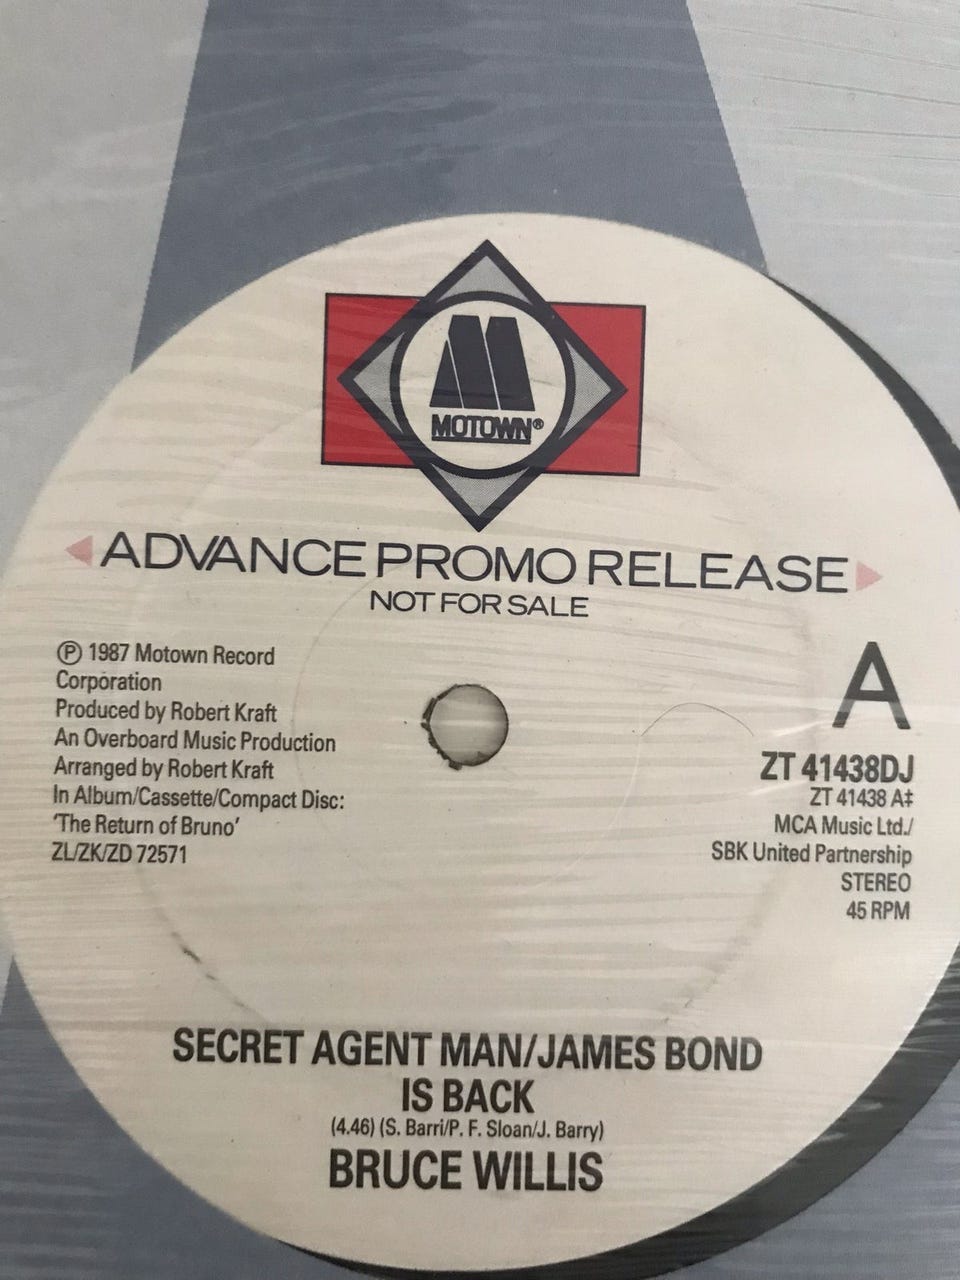 MOTOWN®
ADVANCE PROMO RELEASE
NOT FOR SALE
℗ 1987 Motown Record
Corporation
Produced by Robert Kraft
An Overboard Music Production
Arranged by Robert Kraft
In Album/Cassette/Compact Disc:
'The Return of Bruno'
ZL/ZK/ZD 72571
A
ZT 41438DJ
ZT 41438 A‡
MCA Music Ltd./
SBK United Partnership
STEREO
45 RPM
SECRET AGENT MAN/JAMES BOND
IS BACK
(4.46) (S. Barri/P. F. Sloan/J. Barry)
BRUCE WILLIS